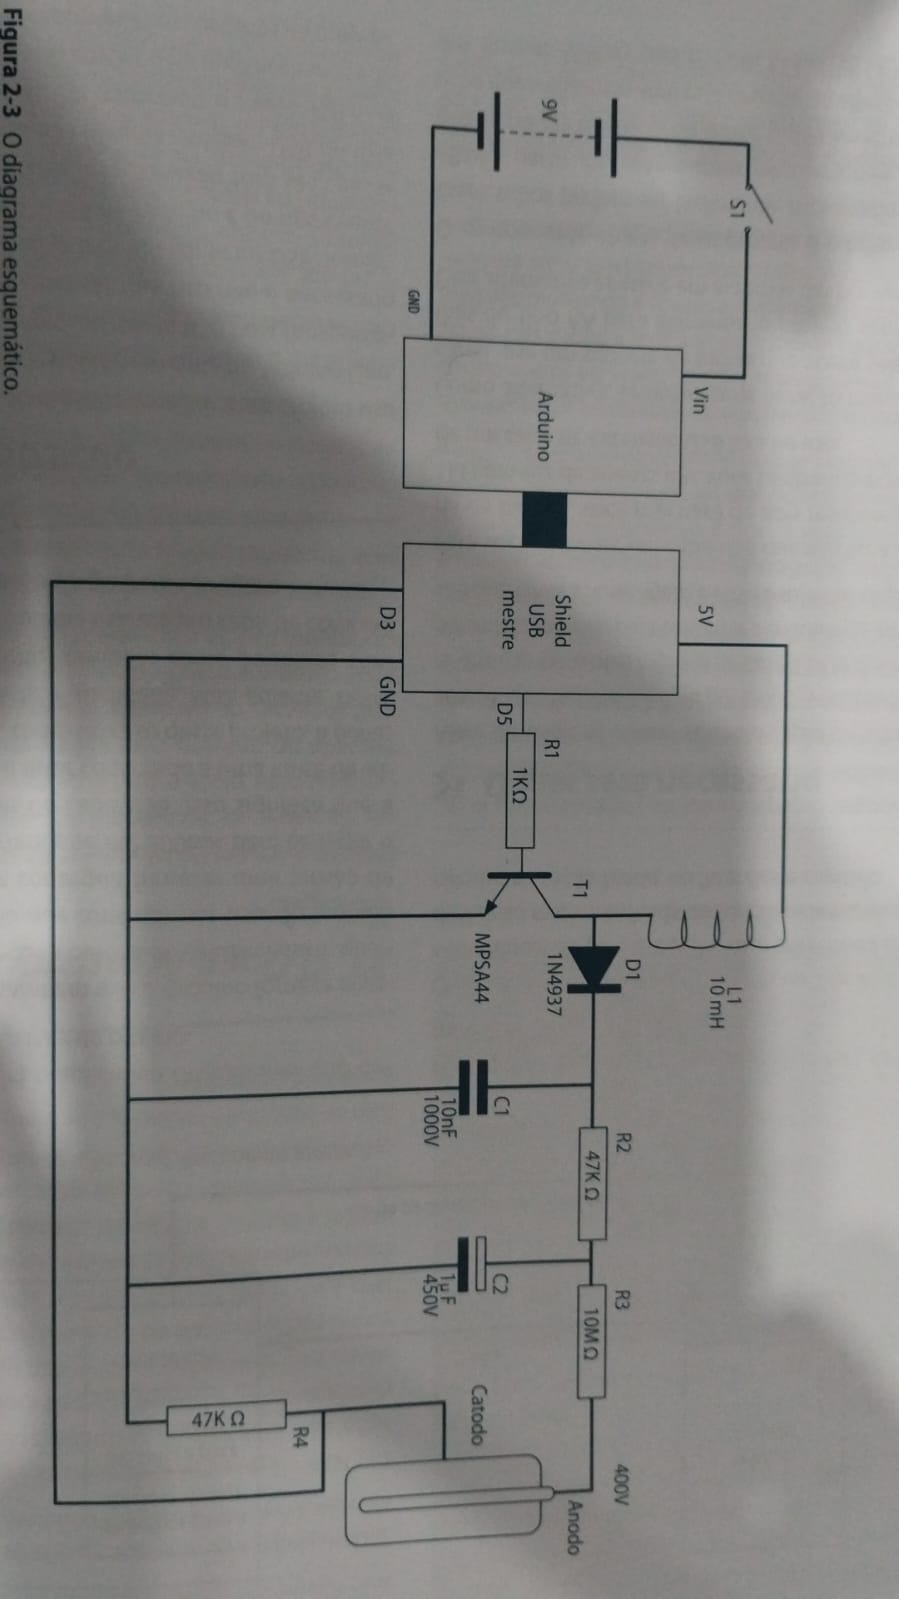 9V
S1
Vin
GND
Arduino
5V
Shield
USB
mestre
D3
GND
D5
R1
1KΩ
T1
MPSA44
L1
10 mH
D1
1N4937
C1
10nF
1000V
R2
47K Ω
C2
1µF
450V
R3
10M Ω
400V
Anodo
Catodo
R4
47K Ω
Figura 2-3 O diagrama esquemático.